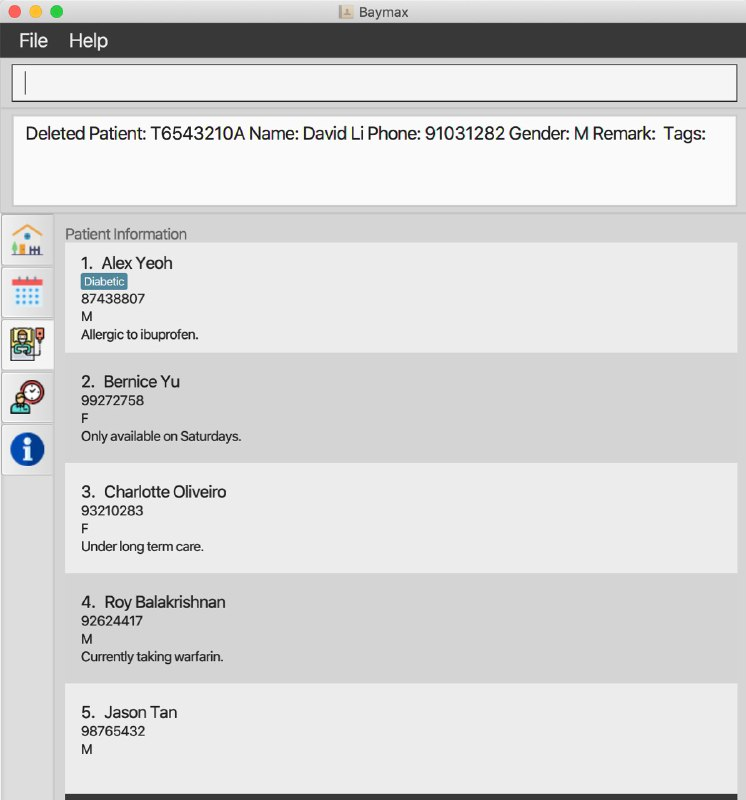 Baymax
File Help
Deleted Patient: T6543210A Name: David Li Phone: 91031282 Gender: M Remark: Tags:
Patient Information
1. Alex Yeoh
Diabetic
87438807
M
Allergic to ibuprofen.
2. Bernice Yu
99272758
F
Only available on Saturdays.
3. Charlotte Oliveiro
93210283
F
Under long term care.
4. Roy Balakrishnan
92624417
M
Currently taking warfarin.
5. Jason Tan
98765432
M